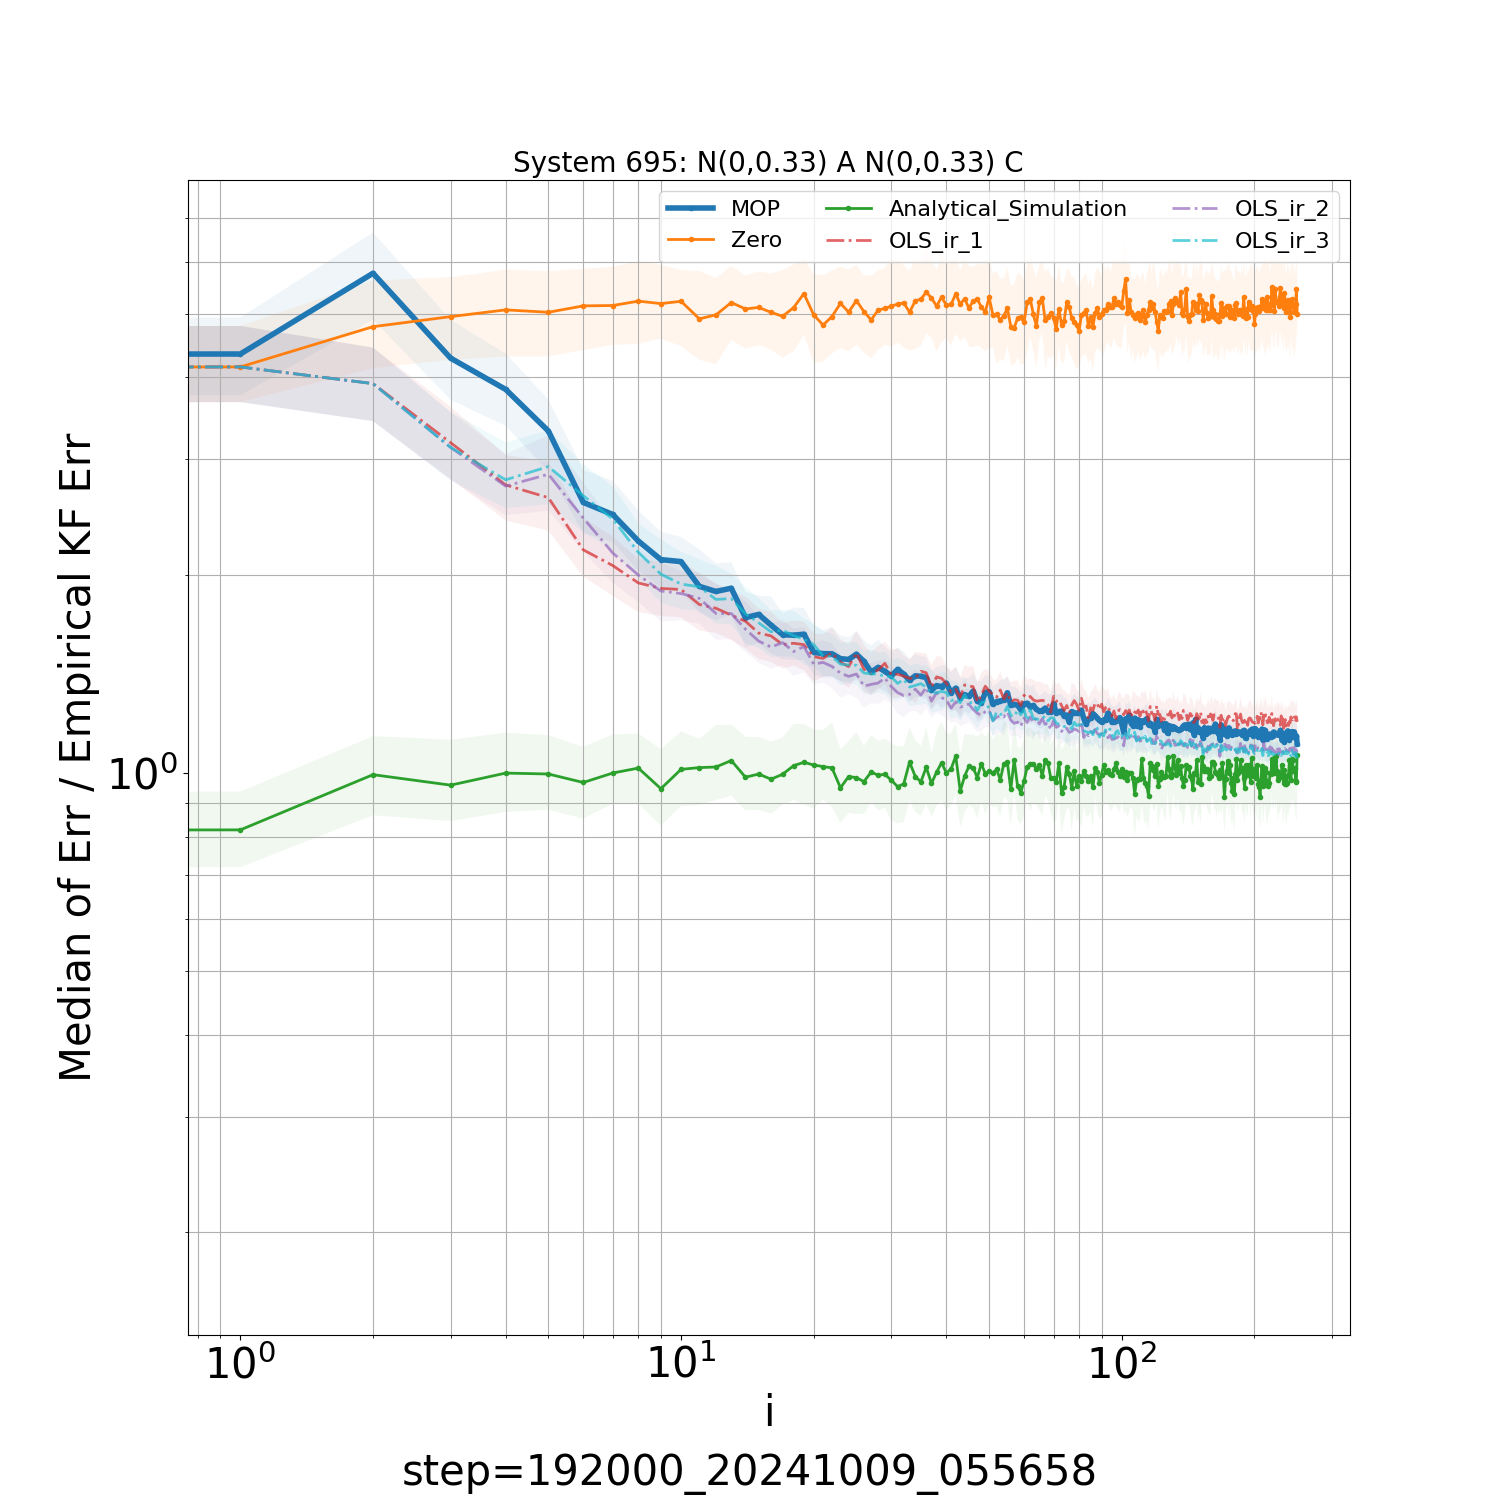 System 695: N(0,0.33) A N(0,0.33) C
MOP
Zero
Analytical_Simulation
OLS_ir_1
OLS_ir_2
OLS_ir_3
Median of Err / Empirical KF Err
10⁰
10⁰ 10¹ 10²
i
step=192000_20241009_055658